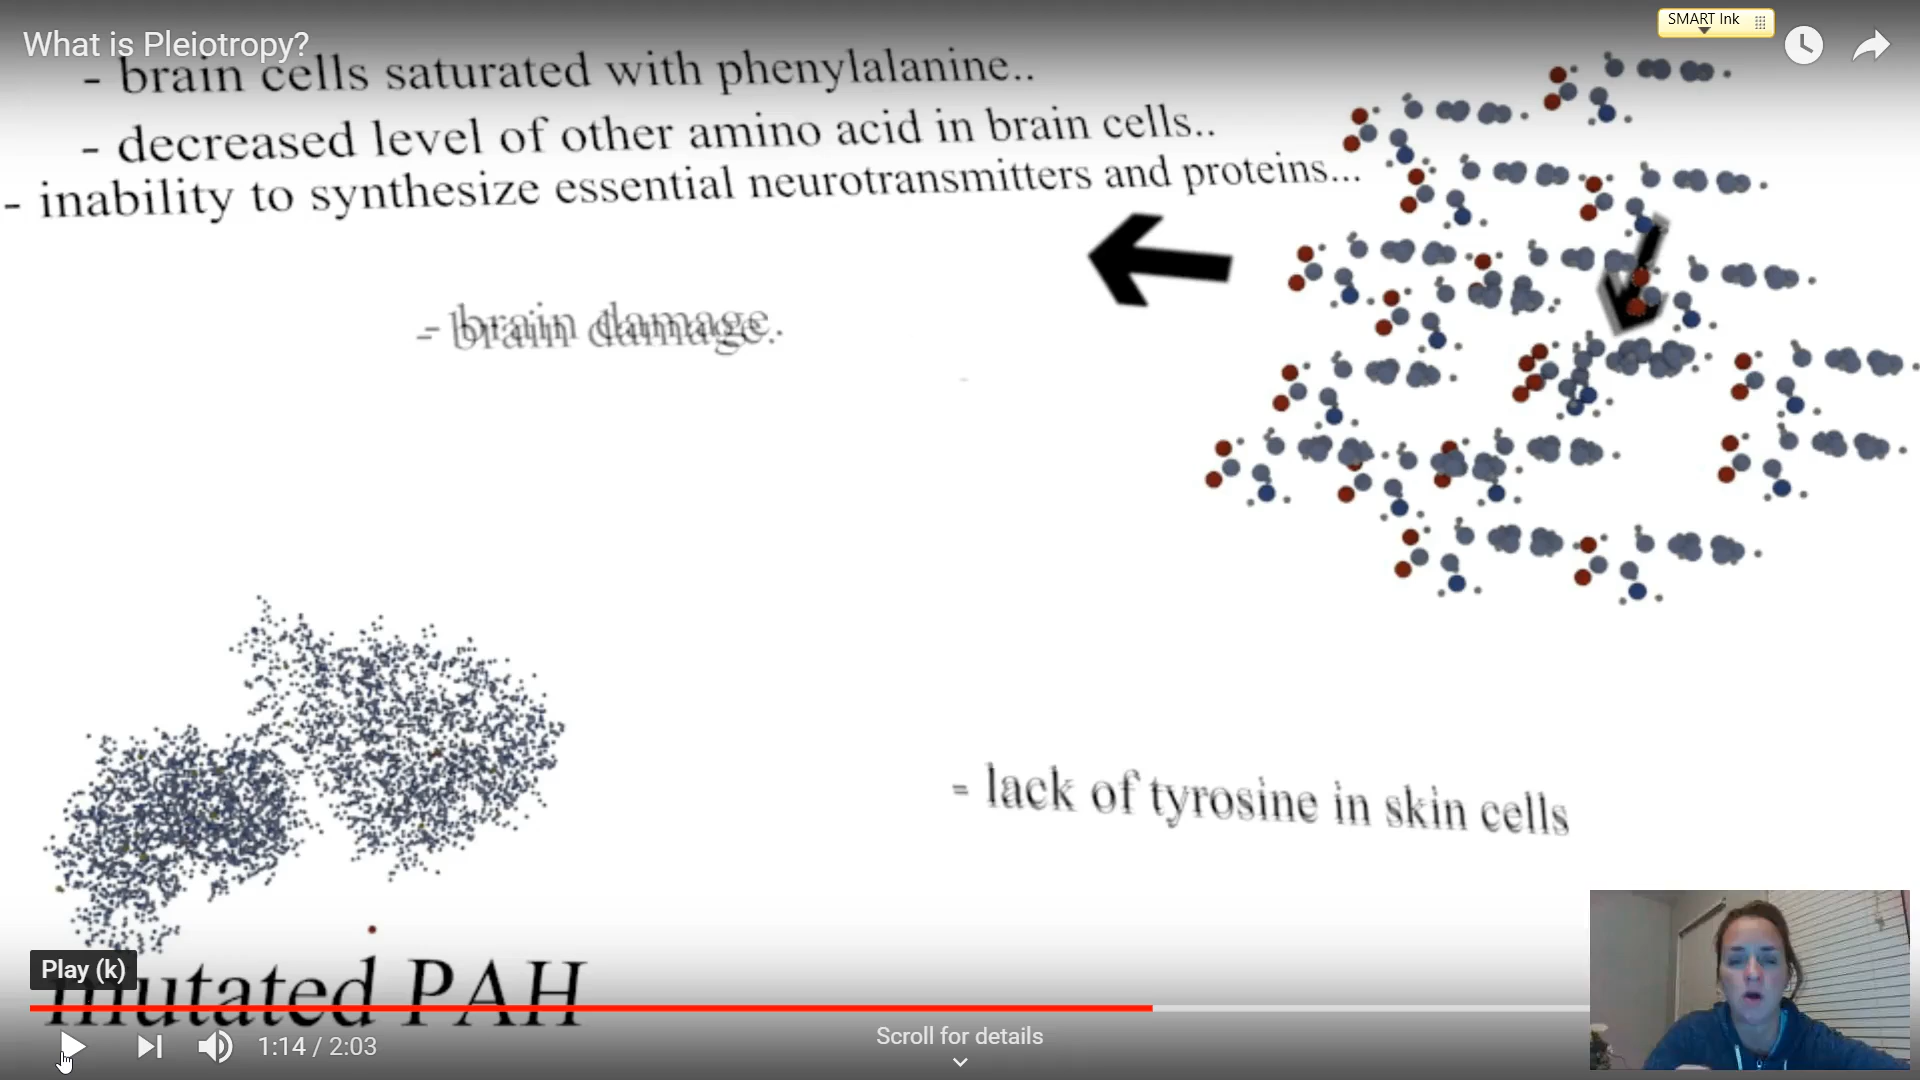 SMART Ink
What is Pleiotropy?
- brain cells saturated with phenylalanine..
- decreased level of other amino acid in brain cells..
- inability to synthesize essential neurotransmitters and proteins...
- brain damage.
- lack of tyrosine in skin cells
Play (k)
mutated PAH
1:14 / 2:03
Scroll for details